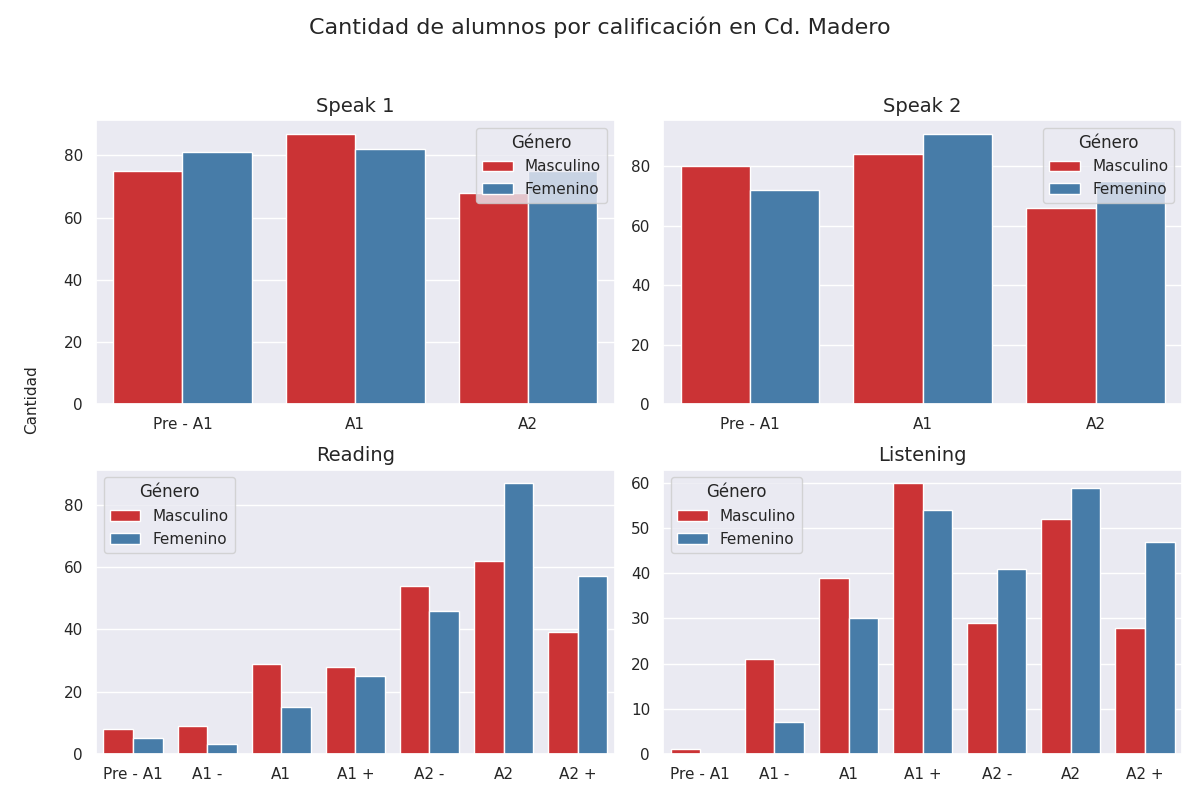 Cantidad de alumnos por calificación en Cd. Madero
Cantidad
Speak 1
Género
Masculino
Femenino
80
60
40
20
0
Pre - A1 A1 A2
Speak 2
Género
Masculino
Femenino
80
60
40
20
0
Pre - A1 A1 A2
Reading
Género
Masculino
Femenino
80
60
40
20
0
Pre - A1 A1 - A1 A1 + A2 - A2 A2 +
Listening
Género
Masculino
Femenino
60
50
40
30
20
10
0
Pre - A1 A1 - A1 A1 + A2 - A2 A2 +